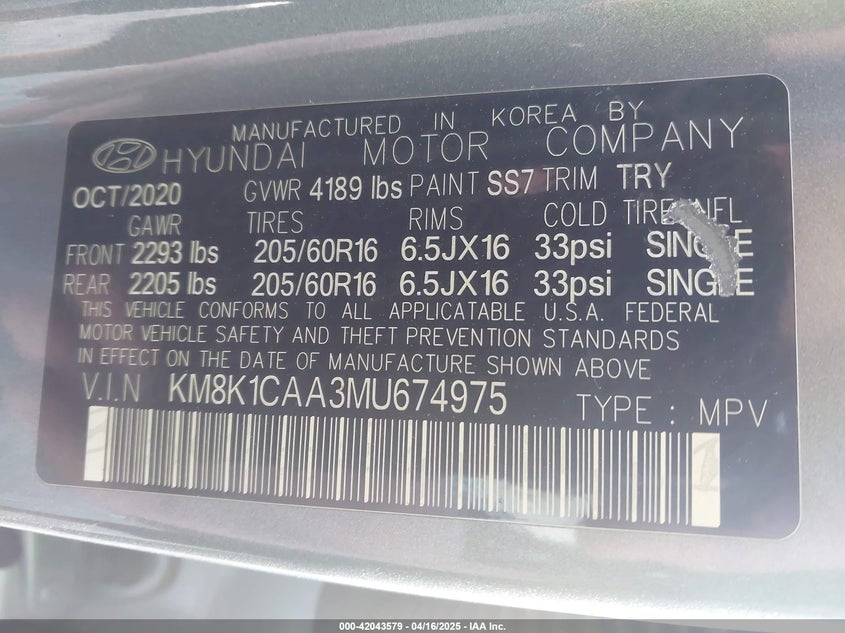 MANUFACTURED IN KOREA BY
HYUNDAI MOTOR COMPANY
OCT/2020 GVWR 4189 lbs PAINT SS7 TRIM TRY
GAWR TIRES RIMS COLD TIRE INFL
FRONT 2293 lbs 205/60R16 6.5JX16 33psi SINGLE
REAR 2205 lbs 205/60R16 6.5JX16 33psi SINGLE
THIS VEHICLE CONFORMS TO ALL APPLICATABLE U.S.A. FEDERAL
MOTOR VEHICLE SAFETY AND THEFT PREVENTION STANDARDS
IN EFFECT ON THE DATE OF MANUFACTURE SHOWN ABOVE
V.I.N KM8K1CAA3MU674975 TYPE : MPV
000-42043579 - 04/16/2025 - IAA Inc.